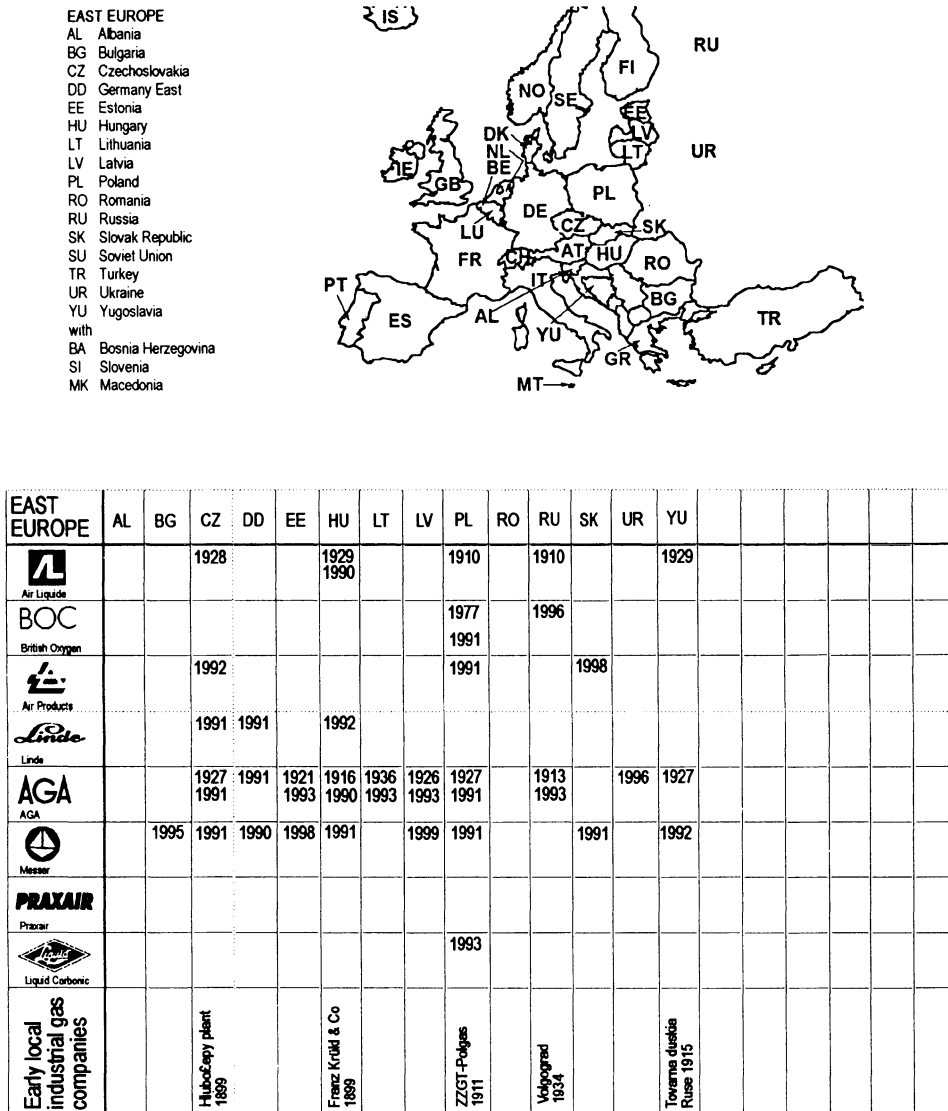 EAST EUROPE
AL Albania
BG Bulgaria
CZ Czechoslovakia
DD Germany East
EE Estonia
HU Hungary
LT Lithuania
LV Latvia
PL Poland
RO Romania
RU Russia
SK Slovak Republic
SU Soviet Union
TR Turkey
UR Ukraine
YU Yugoslavia
with
BA Bosnia Herzegovina
SI Slovenia
MK Macedonia
IS
RU
FI
NO
SE
EE
DK
LV
NL
LT
UR
BE
IE
GB
PL
DE
CZ
SK
LU
FR
CH
AT
HU
RO
IT
PT
BG
ES
AL
YU
TR
GR
MT
EAST EUROPE AL BG CZ DD EE HU LT LV PL RO RU SK UR YU
Air Liquide 1928 1929 1990 1910 1910 1929
BOC British Oxygen 1977 1991 1996
Air Products 1992 1991 1998
Linde Linde 1991 1991 1992
AGA AGA 1927 1991 1991 1921 1993 1916 1990 1936 1993 1926 1993 1927 1991 1913 1993 1996 1927
Messer 1995 1991 1990 1998 1991 1999 1991 1991 1992
PRAXAIR Praxair
Liquid Liquid Carbonic 1993
Early local industrial gas companies
plant 1899
Franz Krükl & Co 1899
ZZGT-Polgas 1911
Volgograd 1934
Tovarna duskia Ruse 1915